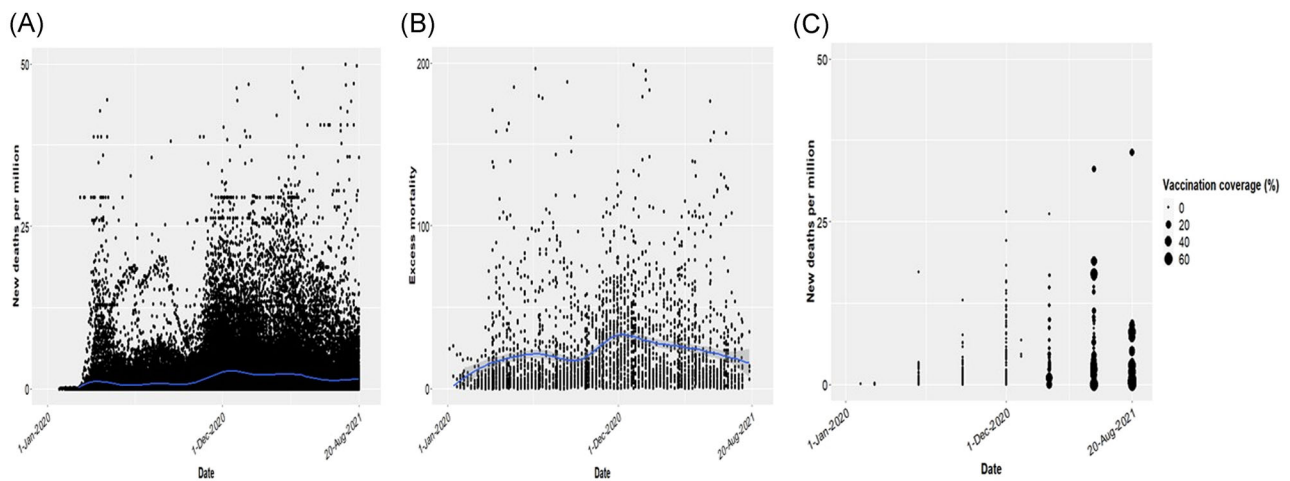 (A)
New deaths per million
50
25
0
1-Jan-2020
1-Dec-2020
20-Aug-2021
Date
(B)
Excess mortality
200
100
0
1-Jan-2020
1-Dec-2020
20-Aug-2021
Date
(C)
New deaths per million
50
25
0
1-Jan-2020
1-Dec-2020
20-Aug-2021
Date
Vaccination coverage (%)
0
20
40
60